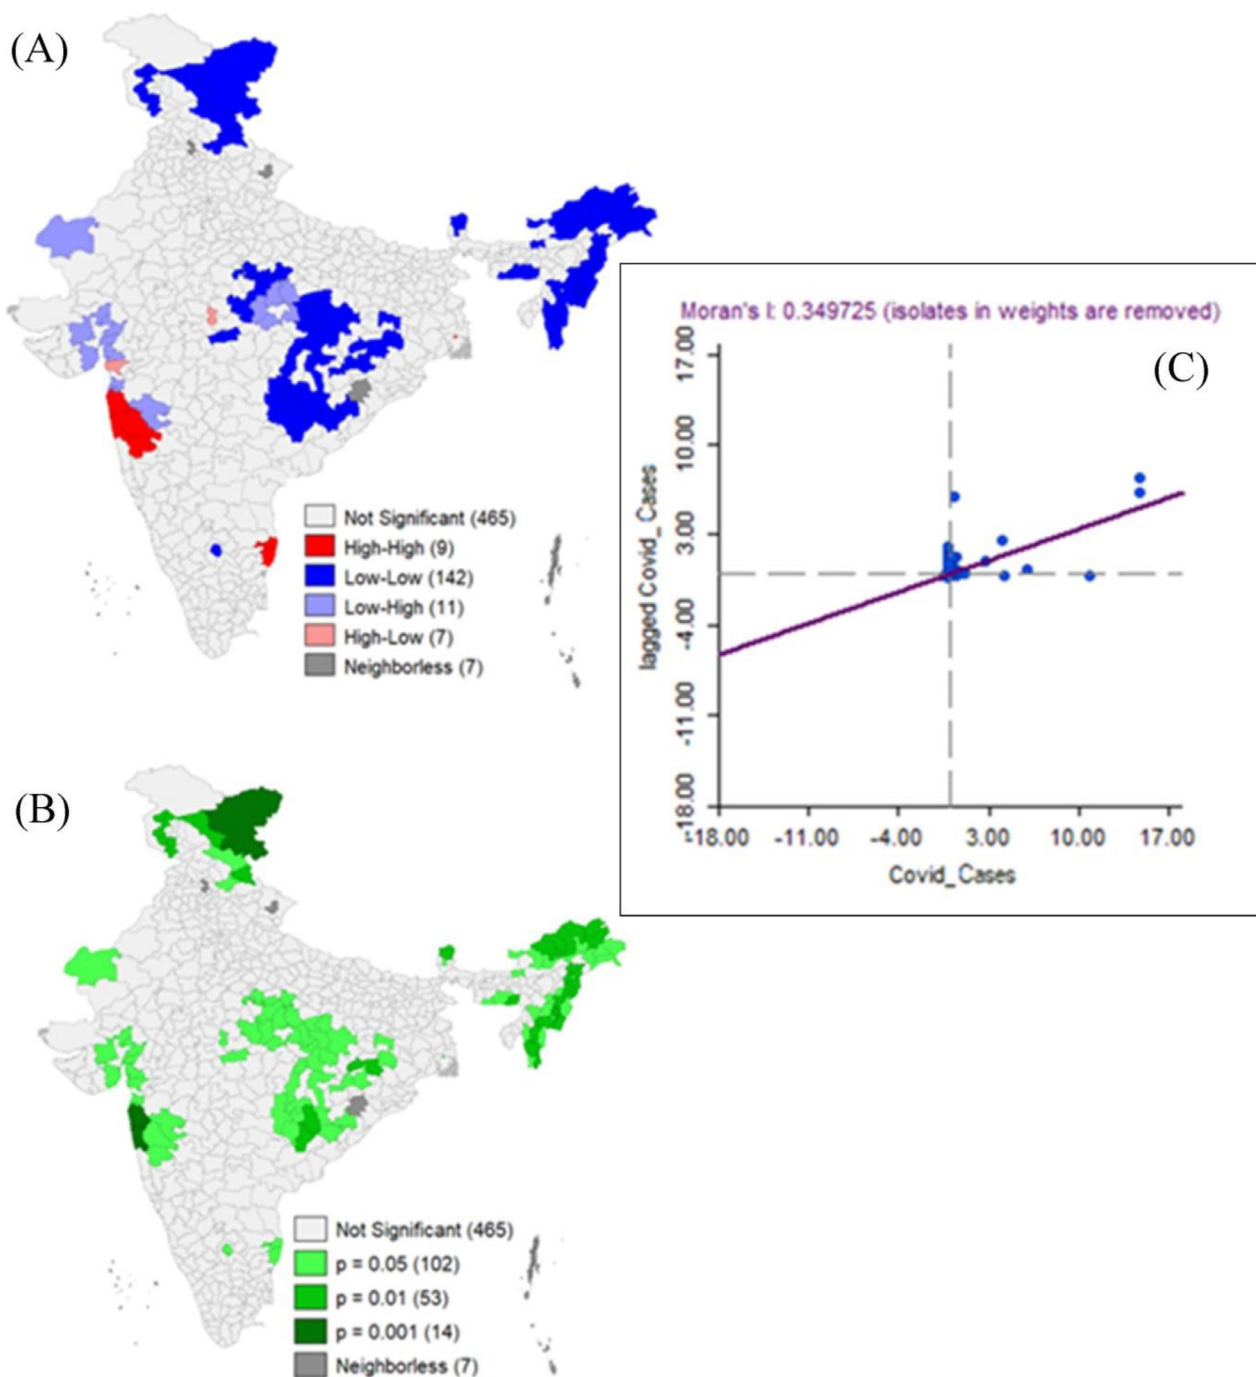 (A)
Not Significant (465)
High-High (9)
Low-Low (142)
Low-High (11)
High-Low (7)
Neighborless (7)
Moran's I: 0.349725 (isolates in weights are removed)
(C)
17.00
10.00
3.00
-4.00
-11.00
-18.00
lagged Covid_Cases
-18.00 -11.00 -4.00 3.00 10.00 17.00
Covid_Cases
(B)
Not Significant (465)
p = 0.05 (102)
p = 0.01 (53)
p = 0.001 (14)
Neighborless (7)